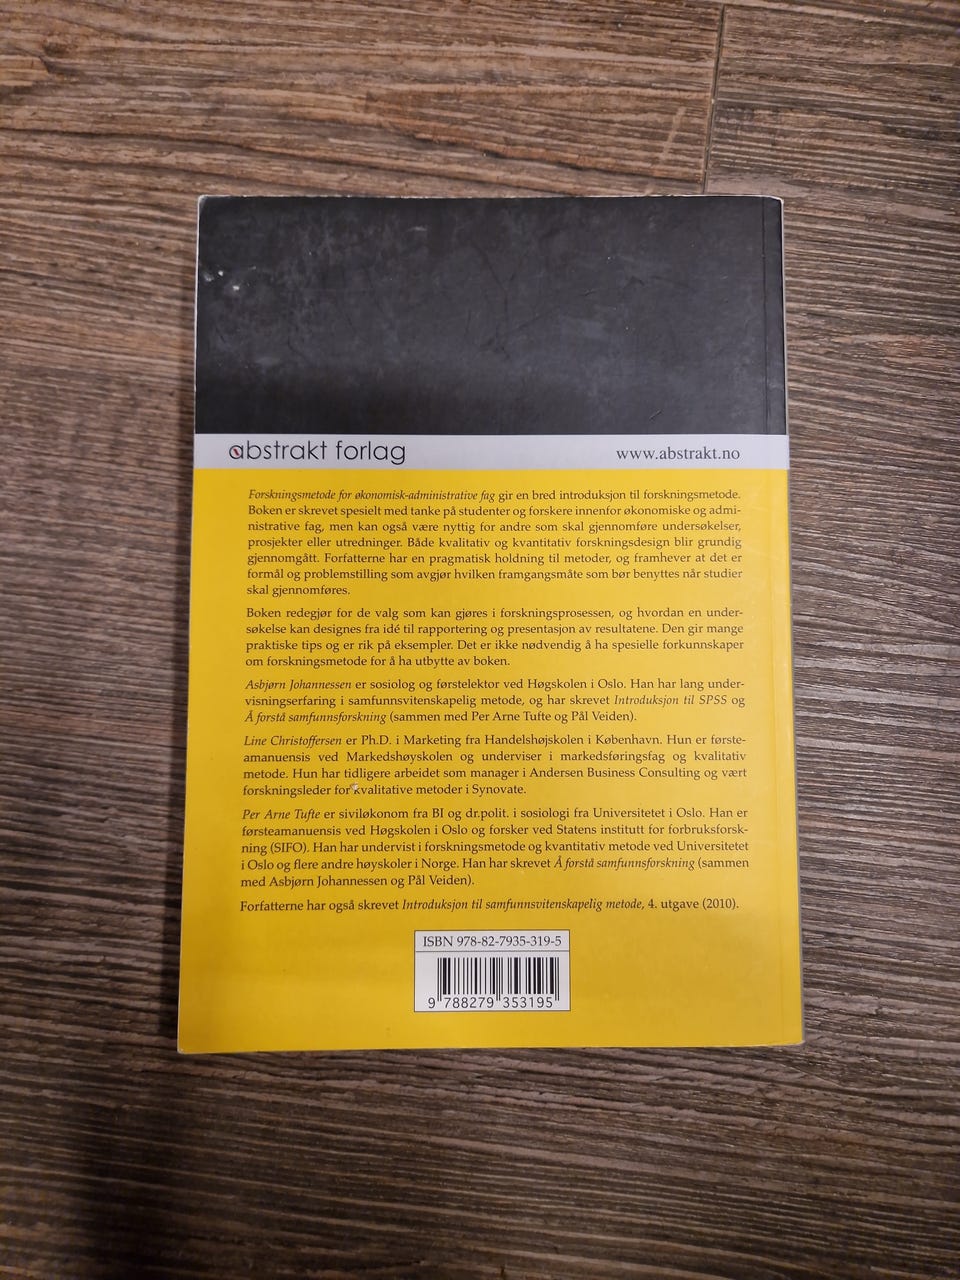 abstrakt forlag
www.abstrakt.no
Forskningsmetode for økonomisk-administrative fag gir en bred introduksjon til forskningsmetode.
Boken er skrevet spesielt med tanke på studenter og forskere innenfor økonomiske og admi-
nistrative fag, men kan også være nyttig for andre som skal gjennomføre undersøkelser,
prosjekter eller utredninger. Både kvalitativ og kvantitativ forskningsdesign blir grundig
gjennomgått. Forfatterne har en pragmatisk holdning til metoder, og framhever at det er
formål og problemstilling som avgjør hvilken framgangsmåte som bør benyttes når studier
skal gjennomføres.
Boken redegjør for de valg som kan gjøres i forskningsprosessen, og hvordan en under-
søkelse kan designes fra idé til rapportering og presentasjon av resultatene. Den gir mange
praktiske tips og er rik på eksempler. Det er ikke nødvendig å ha spesielle forkunnskaper
om forskningsmetode for å ha utbytte av boken.
Asbjørn Johannessen er sosiolog og førstelektor ved Høgskolen i Oslo. Han har lang under-
visningserfaring i samfunnsvitenskapelig metode, og har skrevet Introduksjon til SPSS og
Å forstå samfunnsforskning (sammen med Per Arne Tufte og Pål Veiden).
Line Christoffersen er Ph.D. i Marketing fra Handelshøjskolen i København. Hun er første-
amanuensis ved Markedshøyskolen og underviser i markedsføringsfag og kvalitativ
metode. Hun har tidligere arbeidet som manager i Andersen Business Consulting og vært
forskningsleder for kvalitative metoder i Synovate.
Per Arne Tufte er siviløkonom fra BI og dr.polit. i sosiologi fra Universitetet i Oslo. Han er
førsteamanuensis ved Høgskolen i Oslo og forsker ved Statens institutt for forbruksforsk-
ning (SIFO). Han har undervist i forskningsmetode og kvantitativ metode ved Universitetet
i Oslo og flere andre høyskoler i Norge. Han har skrevet Å forstå samfunnsforskning (sammen
med Asbjørn Johannessen og Pål Veiden).
Forfatterne har også skrevet Introduksjon til samfunnsvitenskapelig metode, 4. utgave (2010).
ISBN 978-82-7935-319-5
9 788279 353195